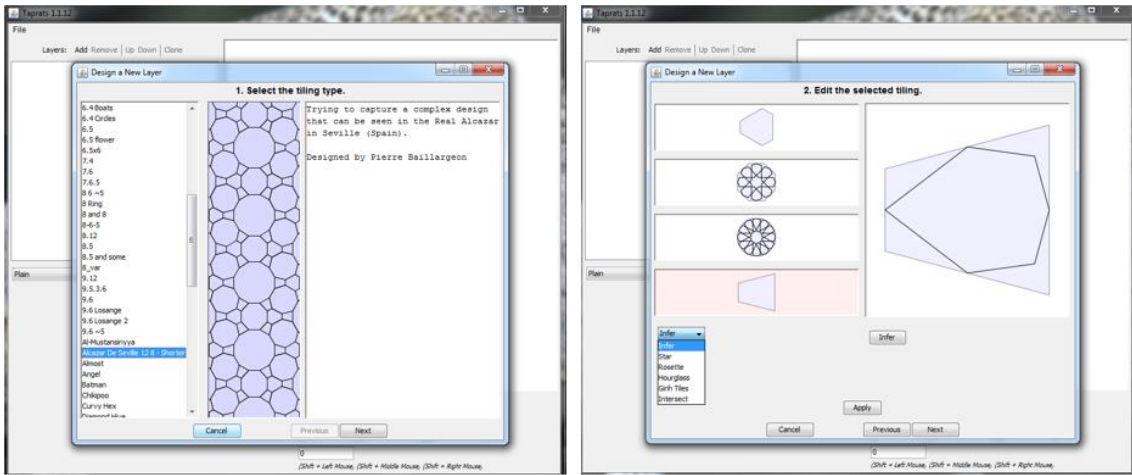 Taprats 1.1.12
File
Layers: Add Remove | Up Down | Clone
Design a New Layer
1. Select the tiling type.
6.4 Boats
6.4 Circles
6.5
6.5 flower
6.5x6
7.4
7.6
7.6.5
8 6 ~5
8 Ring
8 and 8
8-6-5
8.12
8.5
8.5 and some
8_var
9.12
9.5.3.6
9.6
9.6 Losange
9.6 Losange 2
9.6 ~5
Al-Mustansiriyya
Alcazar De Seville 12 8 - Shorter
Almost
Angel
Batman
Chikipoo
Curvy Hex
Diamond Blue
Trying to capture a complex design
that can be seen in the Real Alcazar
in Seville (Spain).
Designed by Pierre Baillargeon
Plain
Cancel
Previous
Next
0
(Shift + Left Mouse, (Shift + Middle Mouse, (Shift + Right Mouse,
Taprats 1.1.12
File
Layers: Add Remove | Up Down | Clone
Design a New Layer
2. Edit the selected tiling.
Plain
Infer
Infer
Star
Rosette
Hourglass
Girih Tiles
Intersect
Infer
Apply
Cancel
Previous
Next
0
(Shift + Left Mouse, (Shift + Middle Mouse, (Shift + Right Mouse,